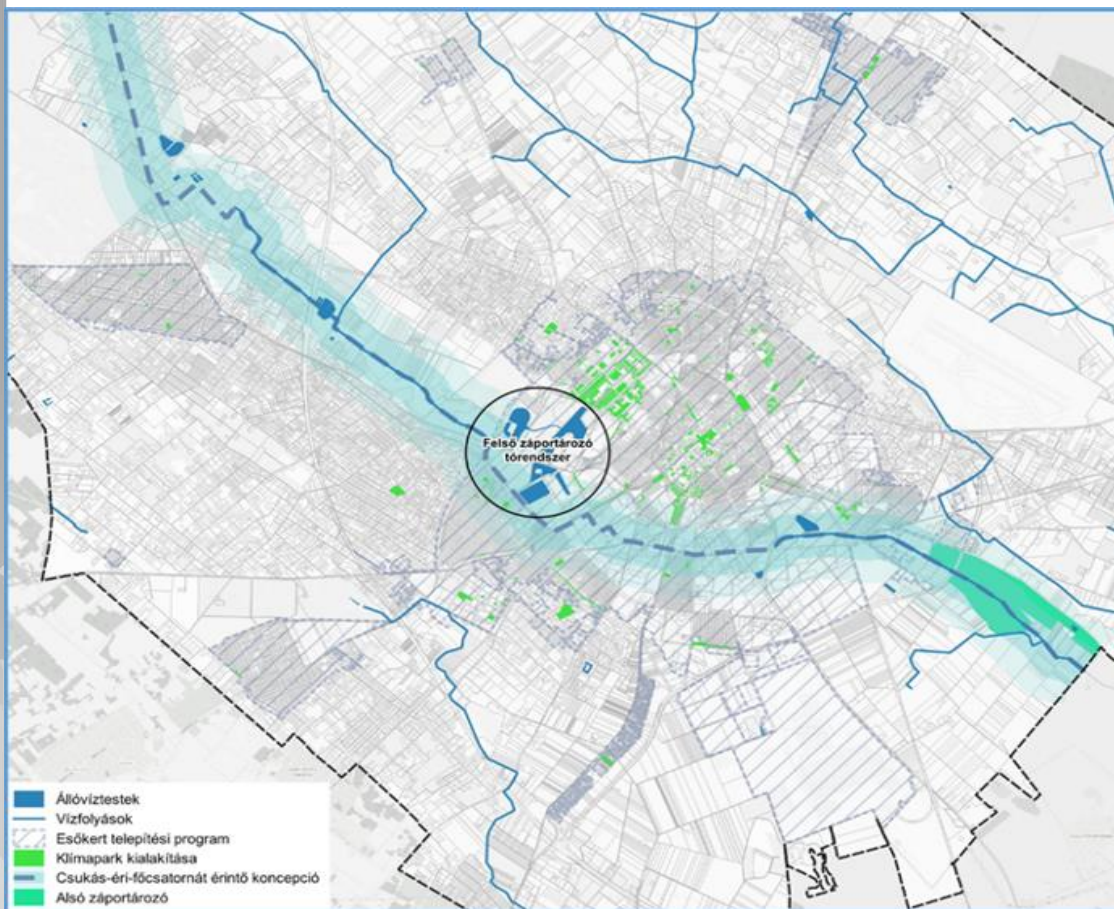 Felső záportározó
tórendszer
Állóvíztestek
Vízfolyások
Esőkert telepítési program
Klímapark kialakítása
Csukás-éri-főcsatornát érintő koncepció
Alsó záportározó